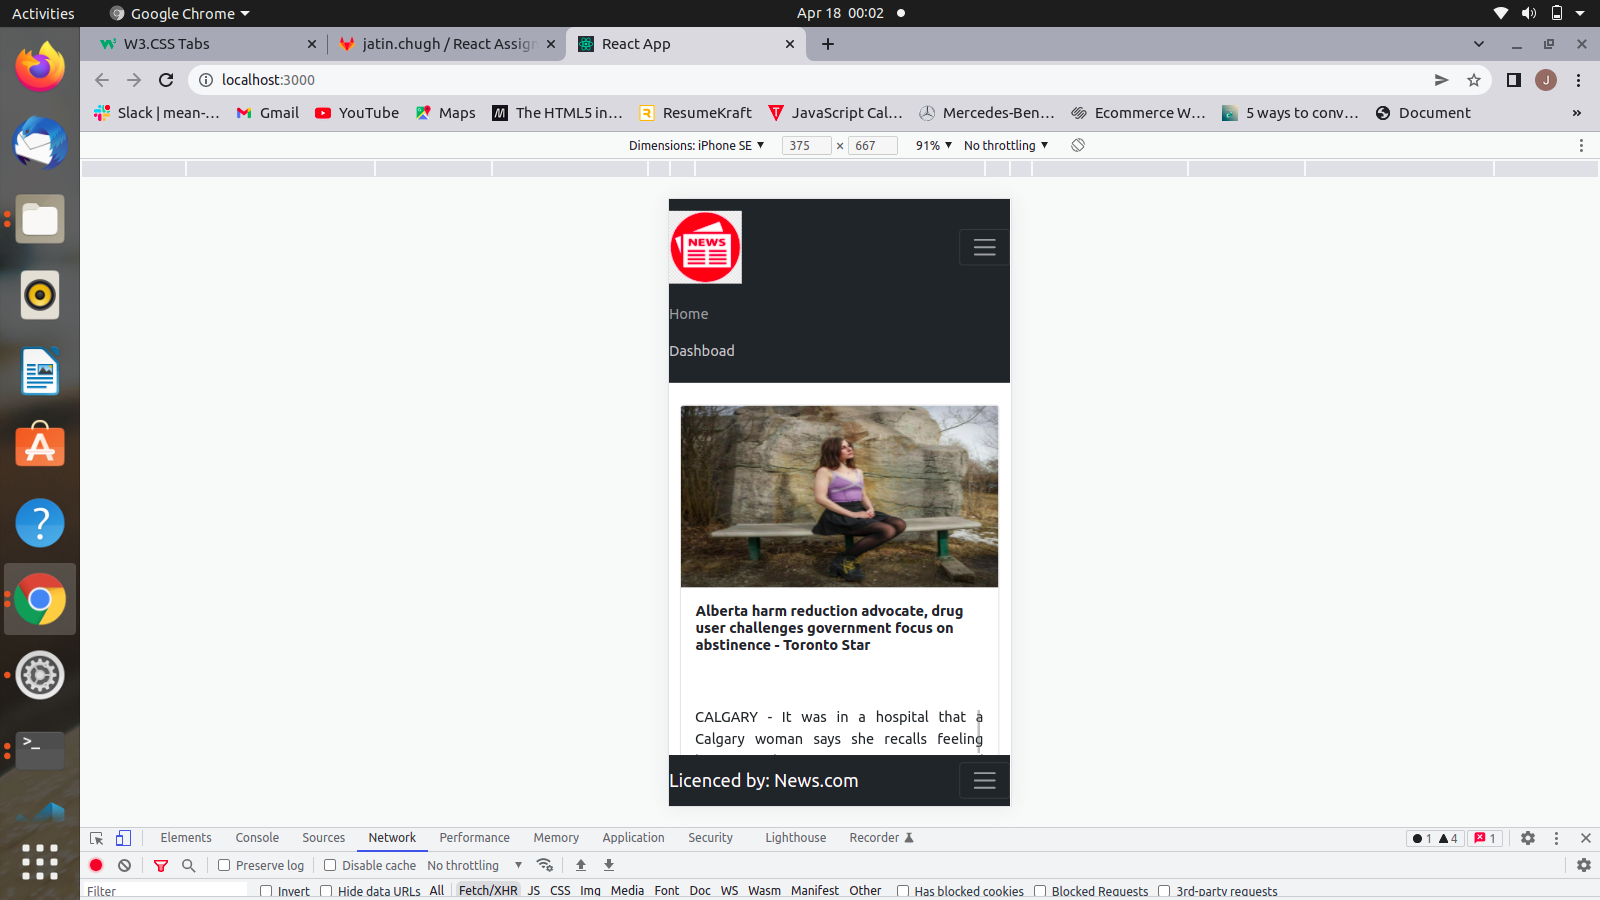 Activities Google Chrome Apr 18 00:02
W3.CSS Tabs jatin.chugh / React Assign React App
localhost:3000 J
Slack | mean-... Gmail YouTube Maps The HTML5 in... ResumeKraft JavaScript Cal... Mercedes-Ben... Ecommerce W... 5 ways to conv... Document »
Dimensions: iPhone SE 375 × 667 91% No throttling
NEWS
Home
Dashboad
Alberta harm reduction advocate, drug
user challenges government focus on
abstinence - Toronto Star
CALGARY - It was in a hospital that a
Calgary woman says she recalls feeling
Licenced by: News.com
Elements Console Sources Network Performance Memory Application Security Lighthouse Recorder 1 4 1
Preserve log Disable cache No throttling
Filter Invert Hide data URLs All Fetch/XHR JS CSS Img Media Font Doc WS Wasm Manifest Other Has blocked cookies Blocked Requests 3rd-party requests